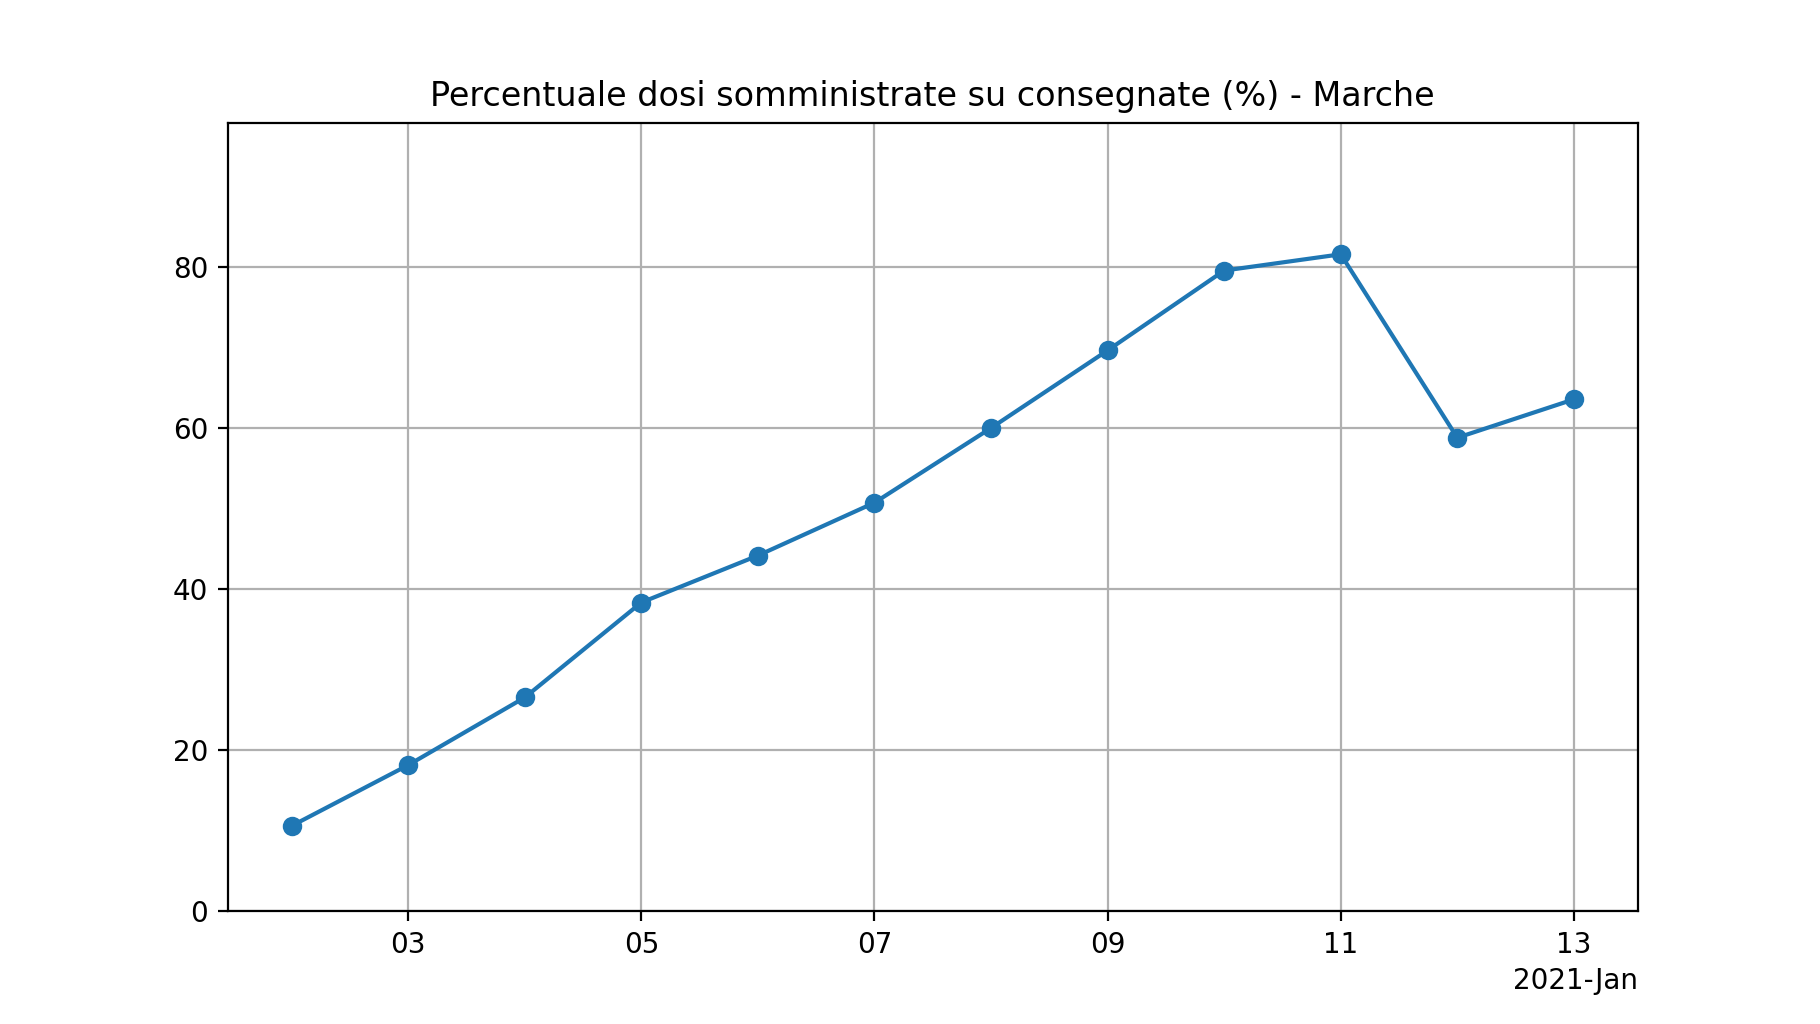 Percentuale dosi somministrate su consegnate (%) - Marche
80
60
40
20
0
03 05 07 09 11 13
2021-Jan